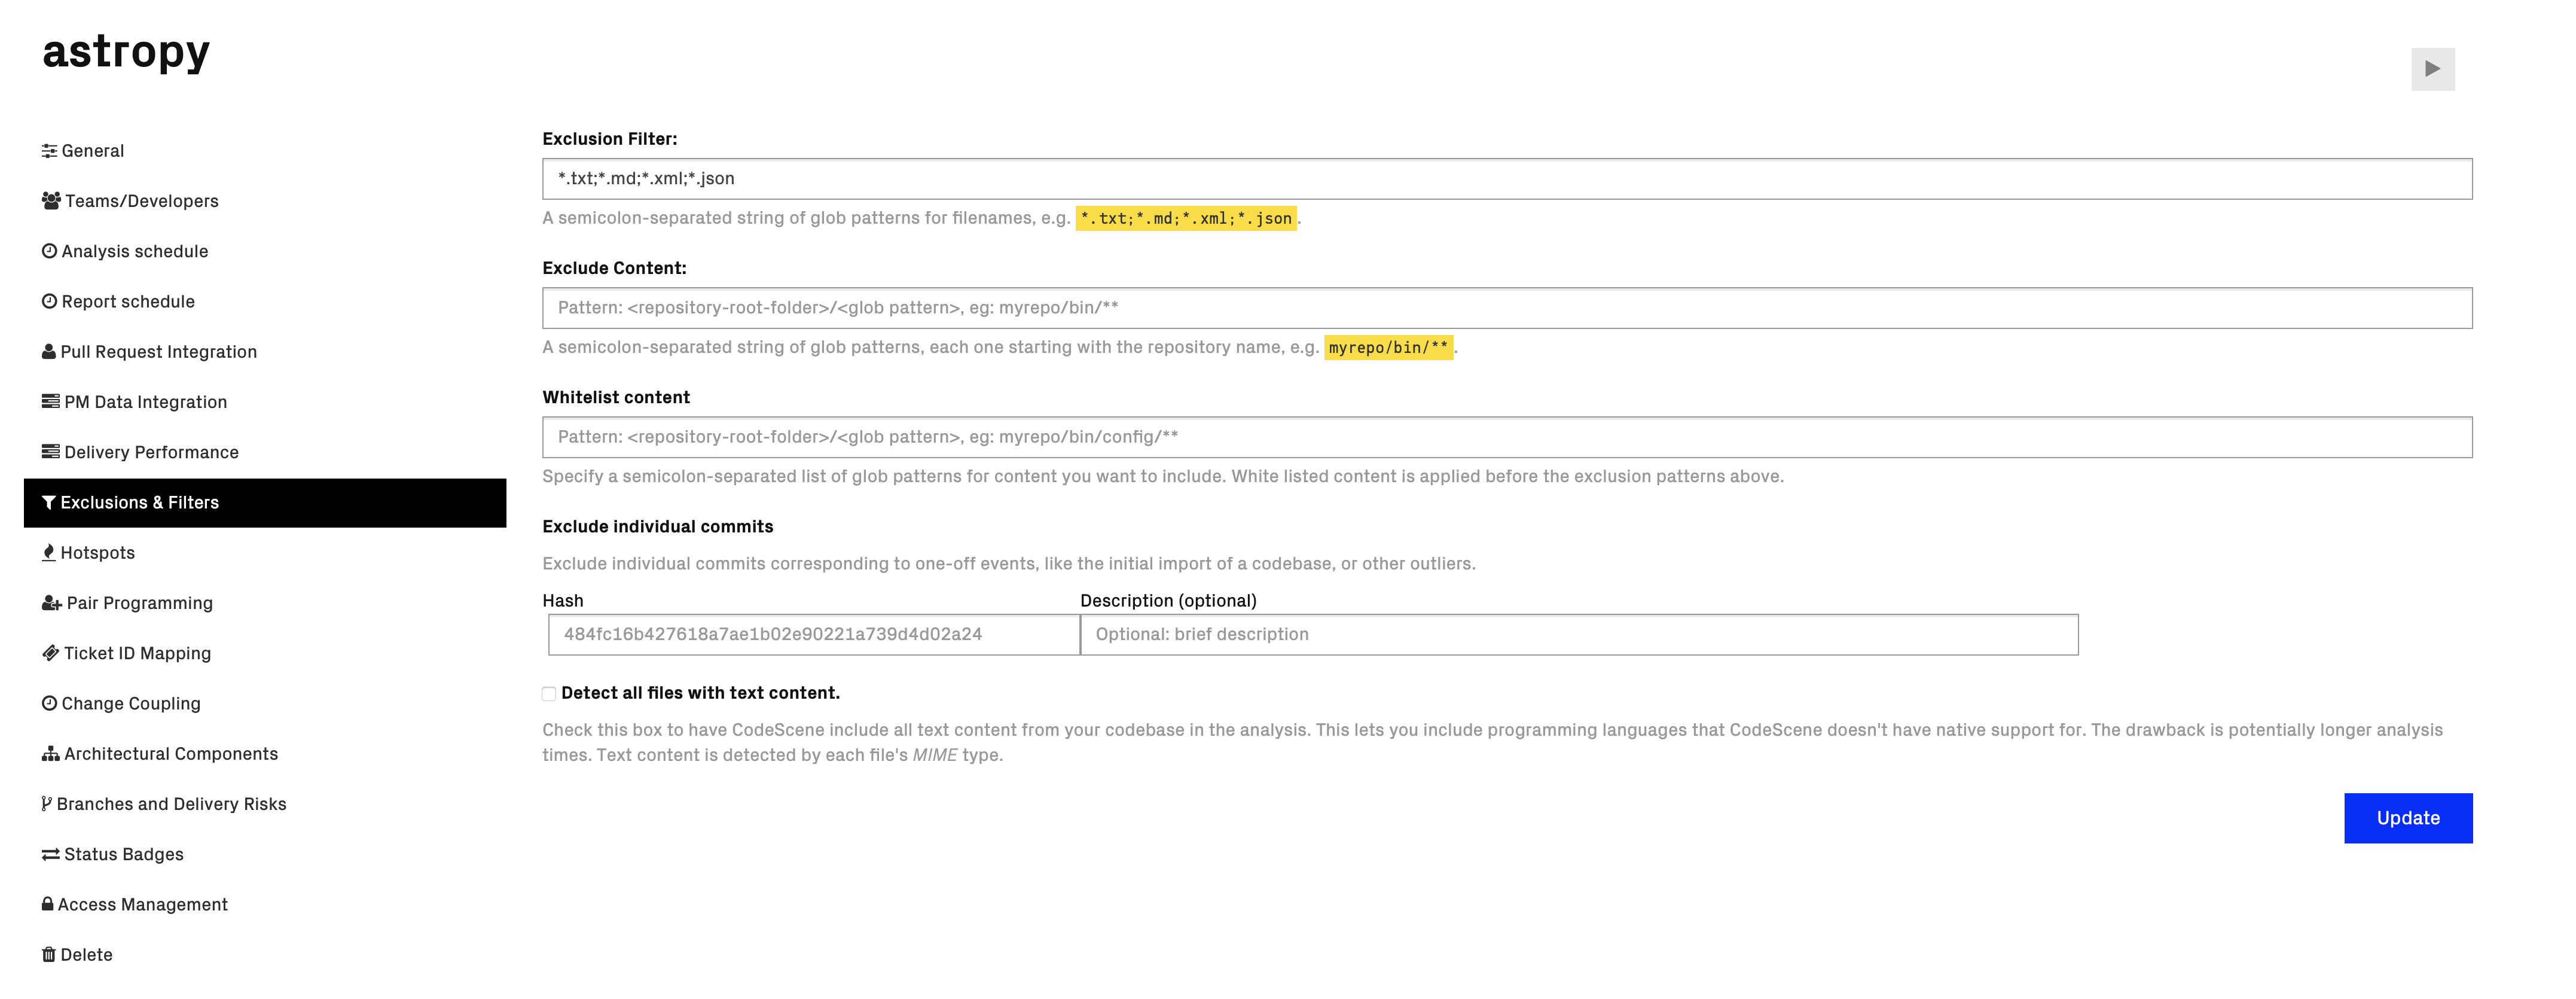 astropy
General
Teams/Developers
Analysis schedule
Report schedule
Pull Request Integration
PM Data Integration
Delivery Performance
Exclusions & Filters
Hotspots
Pair Programming
Ticket ID Mapping
Change Coupling
Architectural Components
Branches and Delivery Risks
Status Badges
Access Management
Delete
Exclusion Filter:
*.txt;*.md;*.xml;*.json
A semicolon-separated string of glob patterns for filenames, e.g. *.txt;*.md;*.xml;*.json.
Exclude Content:
Pattern: <repository-root-folder>/<glob pattern>, eg: myrepo/bin/**
A semicolon-separated string of glob patterns, each one starting with the repository name, e.g. myrepo/bin/**.
Whitelist content
Pattern: <repository-root-folder>/<glob pattern>, eg: myrepo/bin/config/**
Specify a semicolon-separated list of glob patterns for content you want to include. White listed content is applied before the exclusion patterns above.
Exclude individual commits
Exclude individual commits corresponding to one-off events, like the initial import of a codebase, or other outliers.
Hash Description (optional)
484fc16b427618a7ae1b02e90221a739d4d02a24 Optional: brief description
Detect all files with text content.
Check this box to have CodeScene include all text content from your codebase in the analysis. This lets you include programming languages that CodeScene doesn't have native support for. The drawback is potentially longer analysis
times. Text content is detected by each file's MIME type.
Update